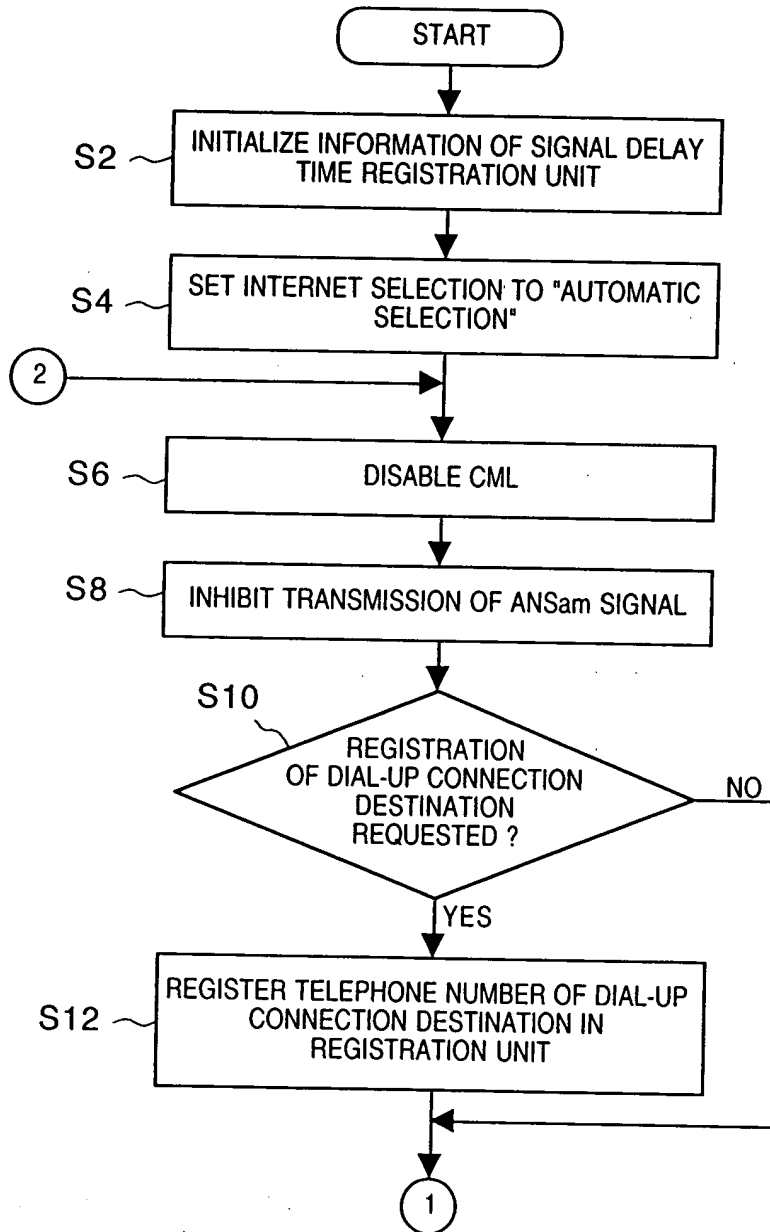 START
S2
INITIALIZE INFORMATION OF SIGNAL DELAY
TIME REGISTRATION UNIT
S4
SET INTERNET SELECTION TO "AUTOMATIC
SELECTION"
2
S6
DISABLE CML
S8
INHIBIT TRANSMISSION OF ANSam SIGNAL
S10
REGISTRATION
OF DIAL-UP CONNECTION
DESTINATION
REQUESTED ?
NO
YES
S12
REGISTER TELEPHONE NUMBER OF DIAL-UP
CONNECTION DESTINATION IN
REGISTRATION UNIT
1